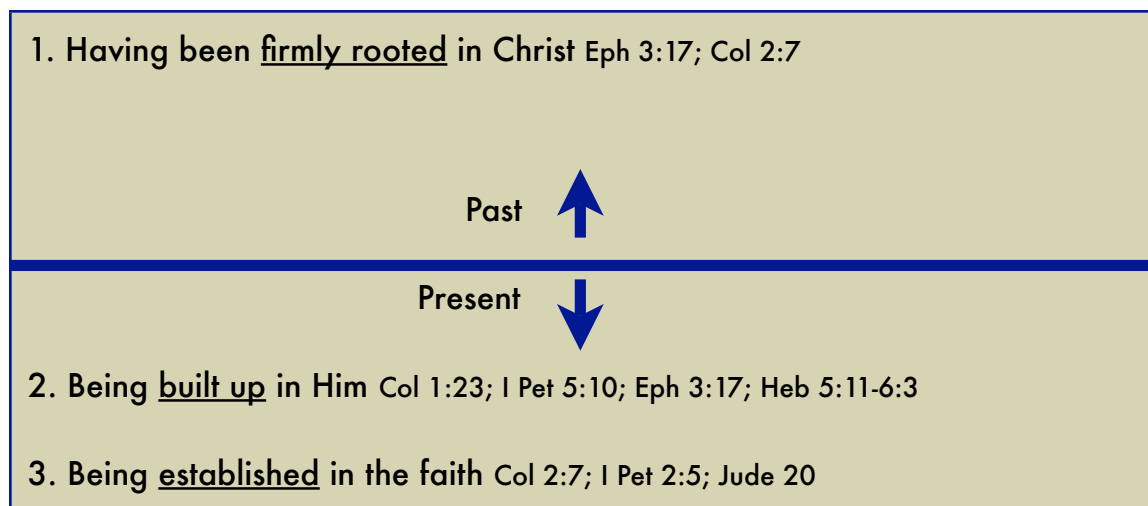 1. Having been firmly rooted in Christ Eph 3:17; Col 2:7
Past
Present
2. Being built up in Him Col 1:23; I Pet 5:10; Eph 3:17; Heb 5:11-6:3
3. Being established in the faith Col 2:7; I Pet 2:5; Jude 20